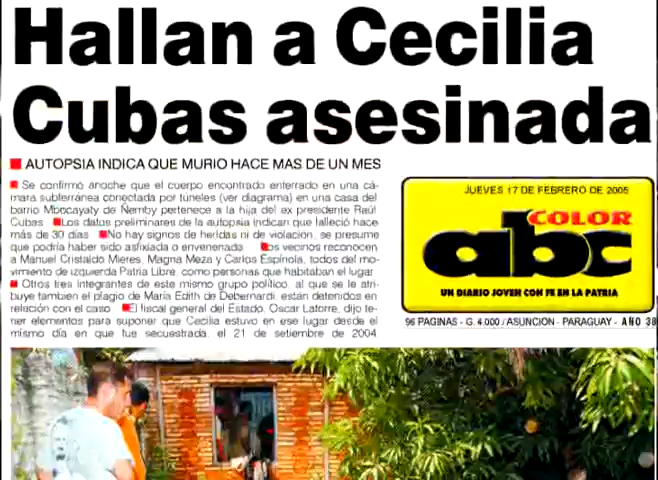 Hallan a Cecilia
Cubas asesinada
AUTOPSIA INDICA QUE MURIO HACE MAS DE UN MES
Se confirmó anoche que el cuerpo encontrado enterrado en una cá-
mara subterránea conectada por túneles (ver diagrama) en una casa del
barrio Mbocayaty de Ñemby pertenece a la hija del ex presidente Raúl
Cubas Los datos preliminares de la autopsia indican que falleció hace
más de 30 días No hay signos de heridas ni de violación, se presume
que podría haber sido asfixiada o envenenada Los vecinos reconocen
a Manuel Cristaldo Mieres, Magna Meza y Carlos Espínola, todos del mo-
vimiento de izquierda Patria Libre, como personas que habitaban el lugar
Otros tres integrantes de este mismo grupo político, al que se le atri-
buye también el plagio de María Edith de Debernardi, están detenidos en
relación con el caso El fiscal general del Estado, Oscar Latorre, dijo te-
ner elementos para suponer que Cecilia estuvo en ese lugar desde el
mismo día en que fue secuestrada, el 21 de setiembre de 2004
JUEVES 17 DE FEBRERO DE 2005
COLOR
abc
UN DIARIO JOVEN CON FE EN LA PATRIA
96 PAGINAS - G. 4.000 / ASUNCION - PARAGUAY - AÑO 38